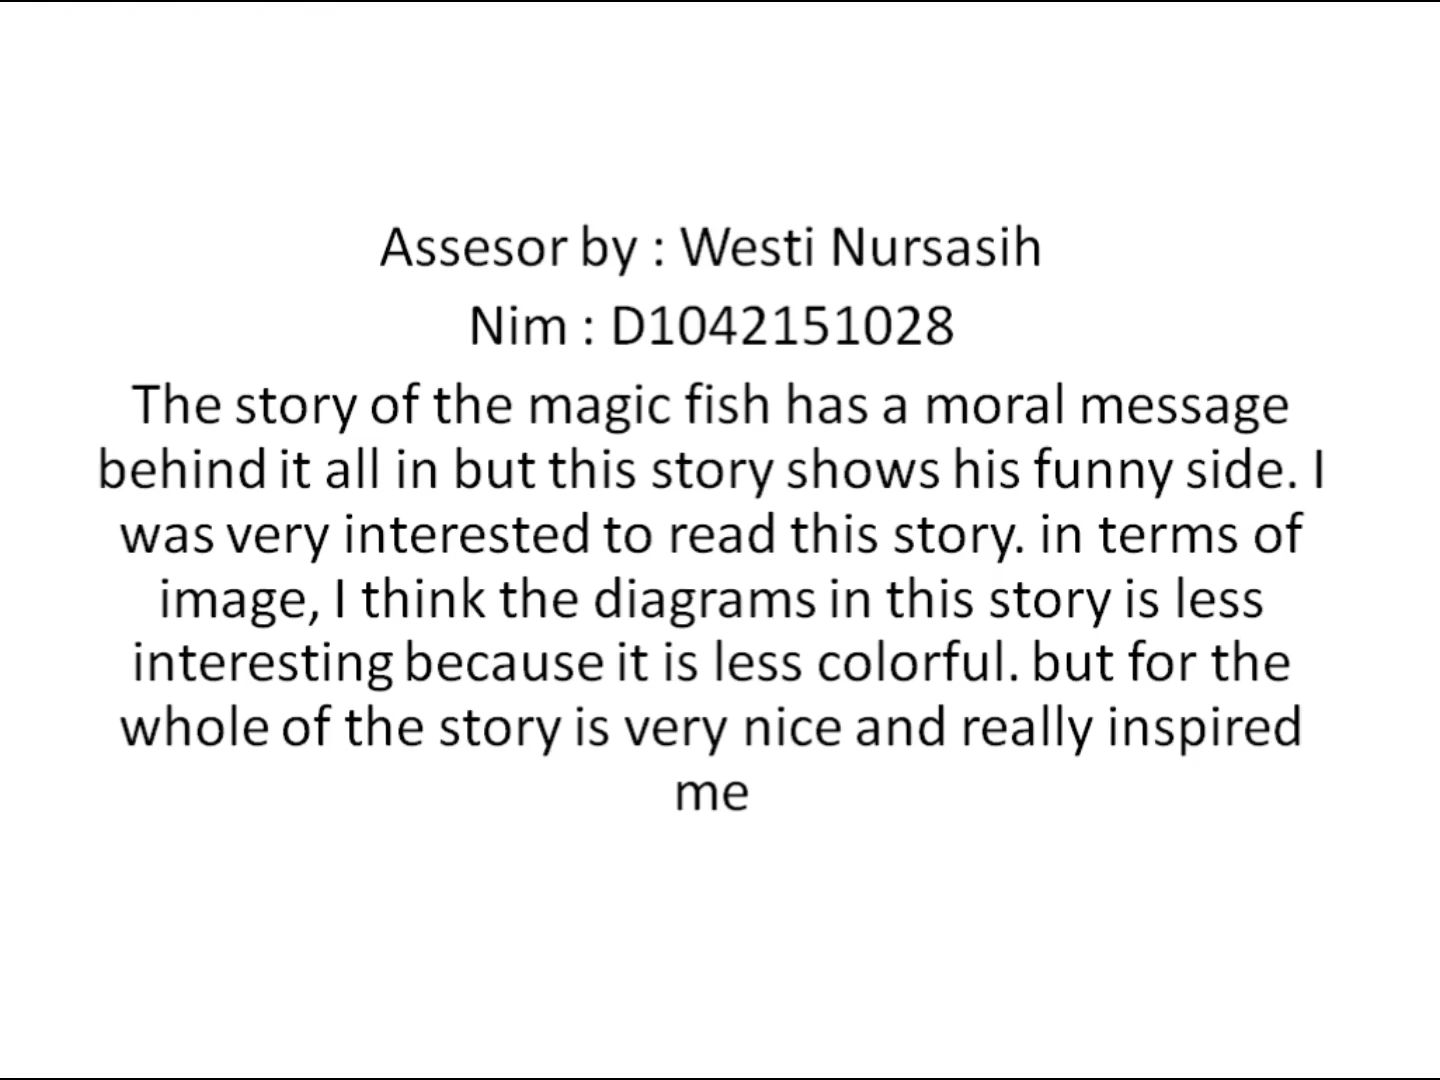 Assesor by : Westi Nursasih
Nim : D1042151028
The story of the magic fish has a moral message
behind it all in but this story shows his funny side. I
was very interested to read this story. in terms of
image, I think the diagrams in this story is less
interesting because it is less colorful. but for the
whole of the story is very nice and really inspired
me